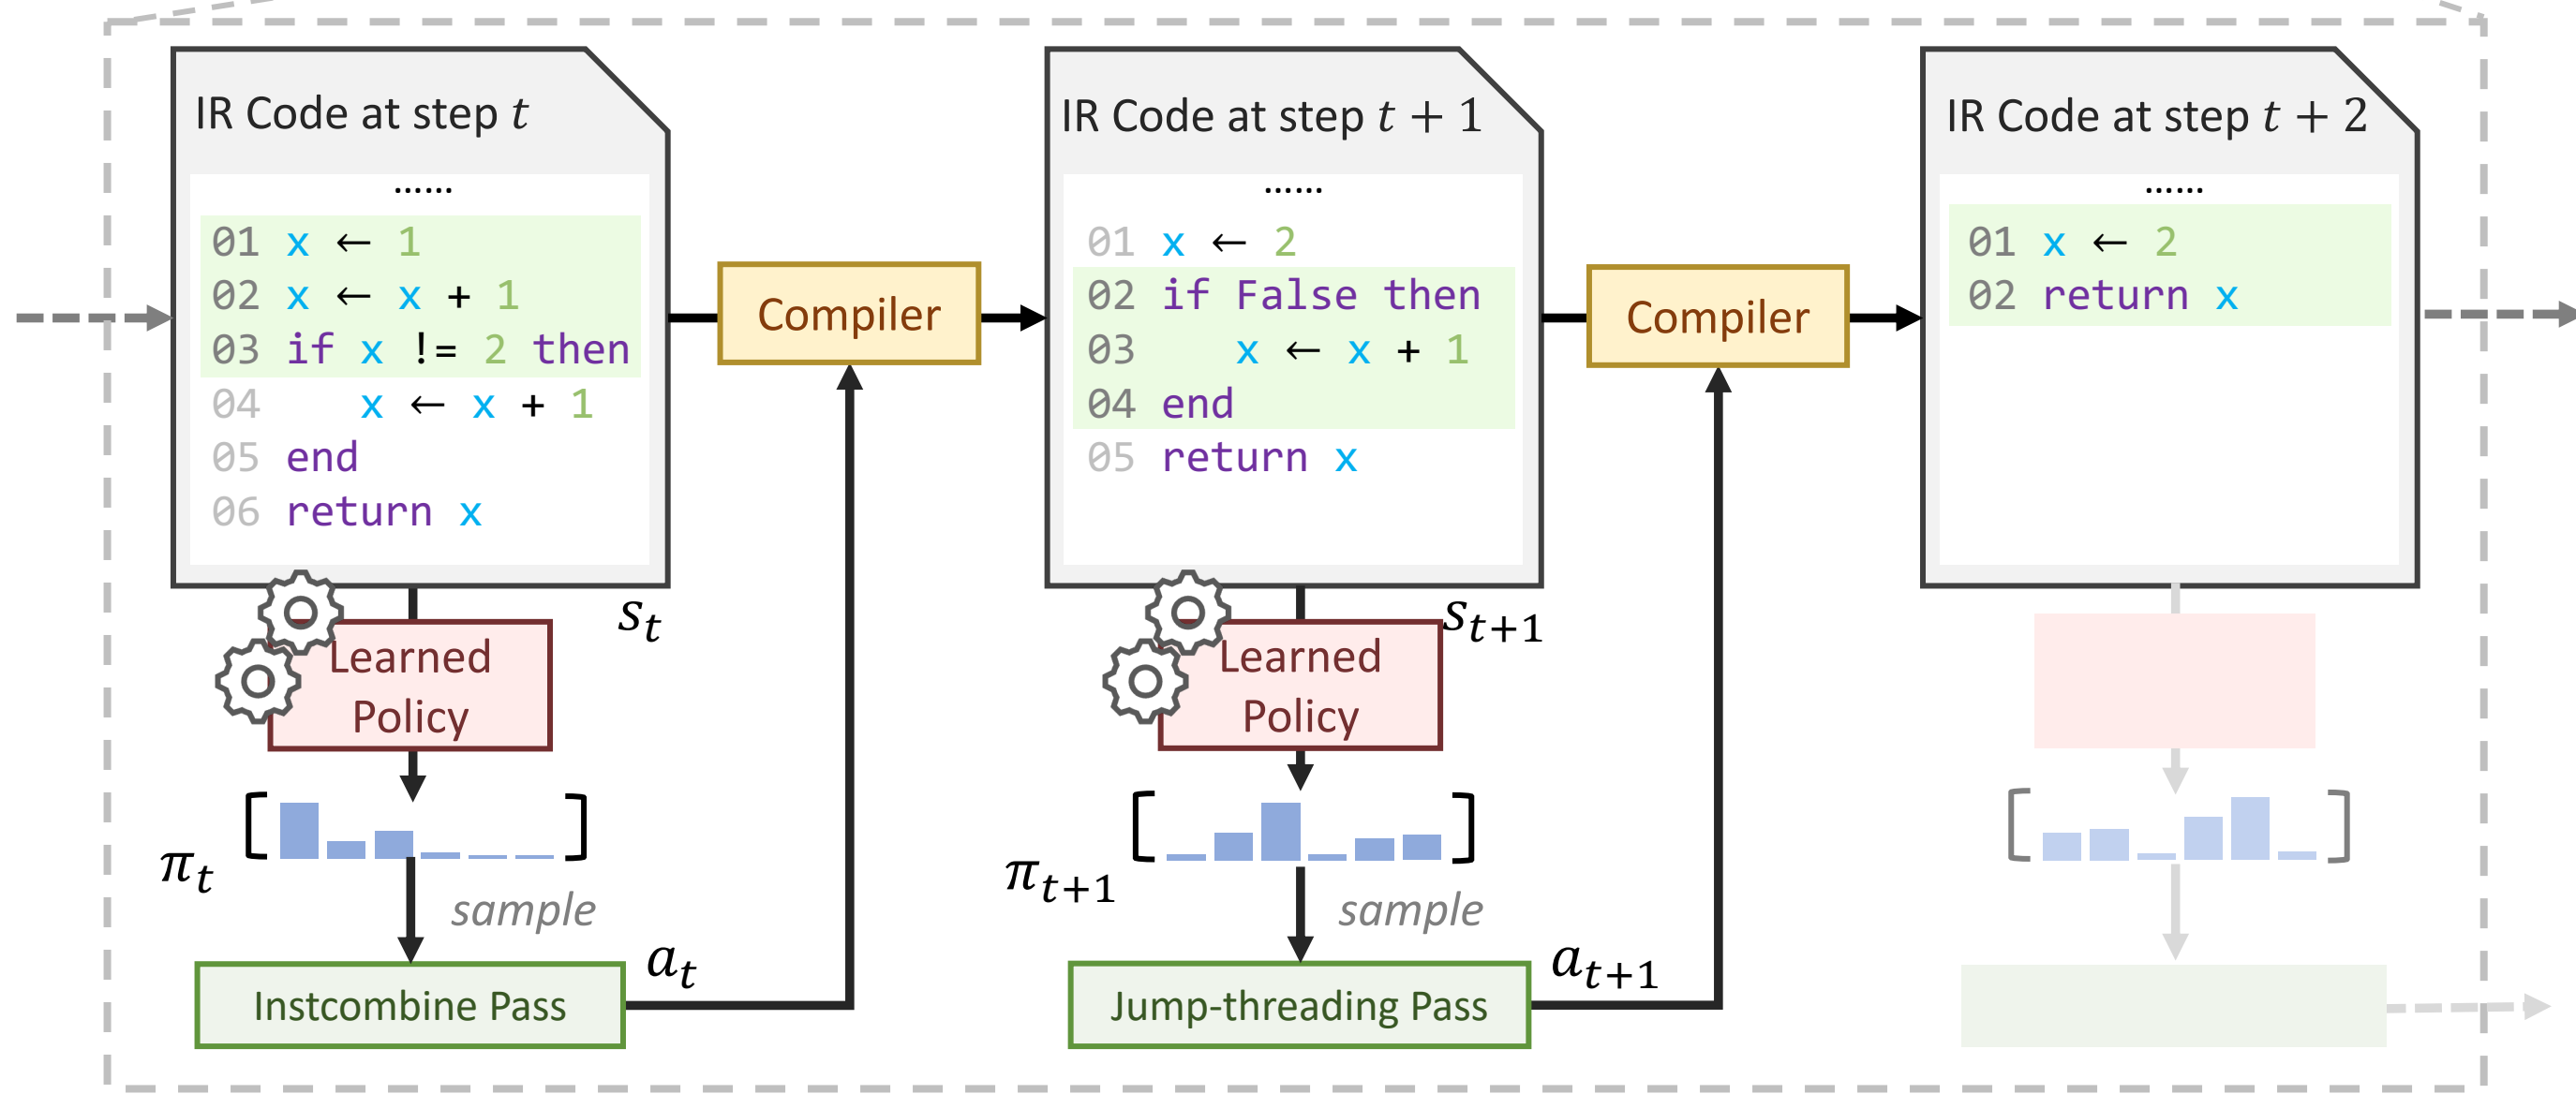 IR Code at step t
......
01 x ← 1
02 x ← x + 1
03 if x != 2 then
04 x ← x + 1
05 end
06 return x
Compiler
IR Code at step t + 1
......
01 x ← 2
02 if False then
03 x ← x + 1
04 end
05 return x
Compiler
IR Code at step t + 2
......
01 x ← 2
02 return x
s_t
Learned
Policy
π_t
sample
Instcombine Pass
a_t
s_{t+1}
Learned
Policy
π_{t+1}
sample
Jump-threading Pass
a_{t+1}